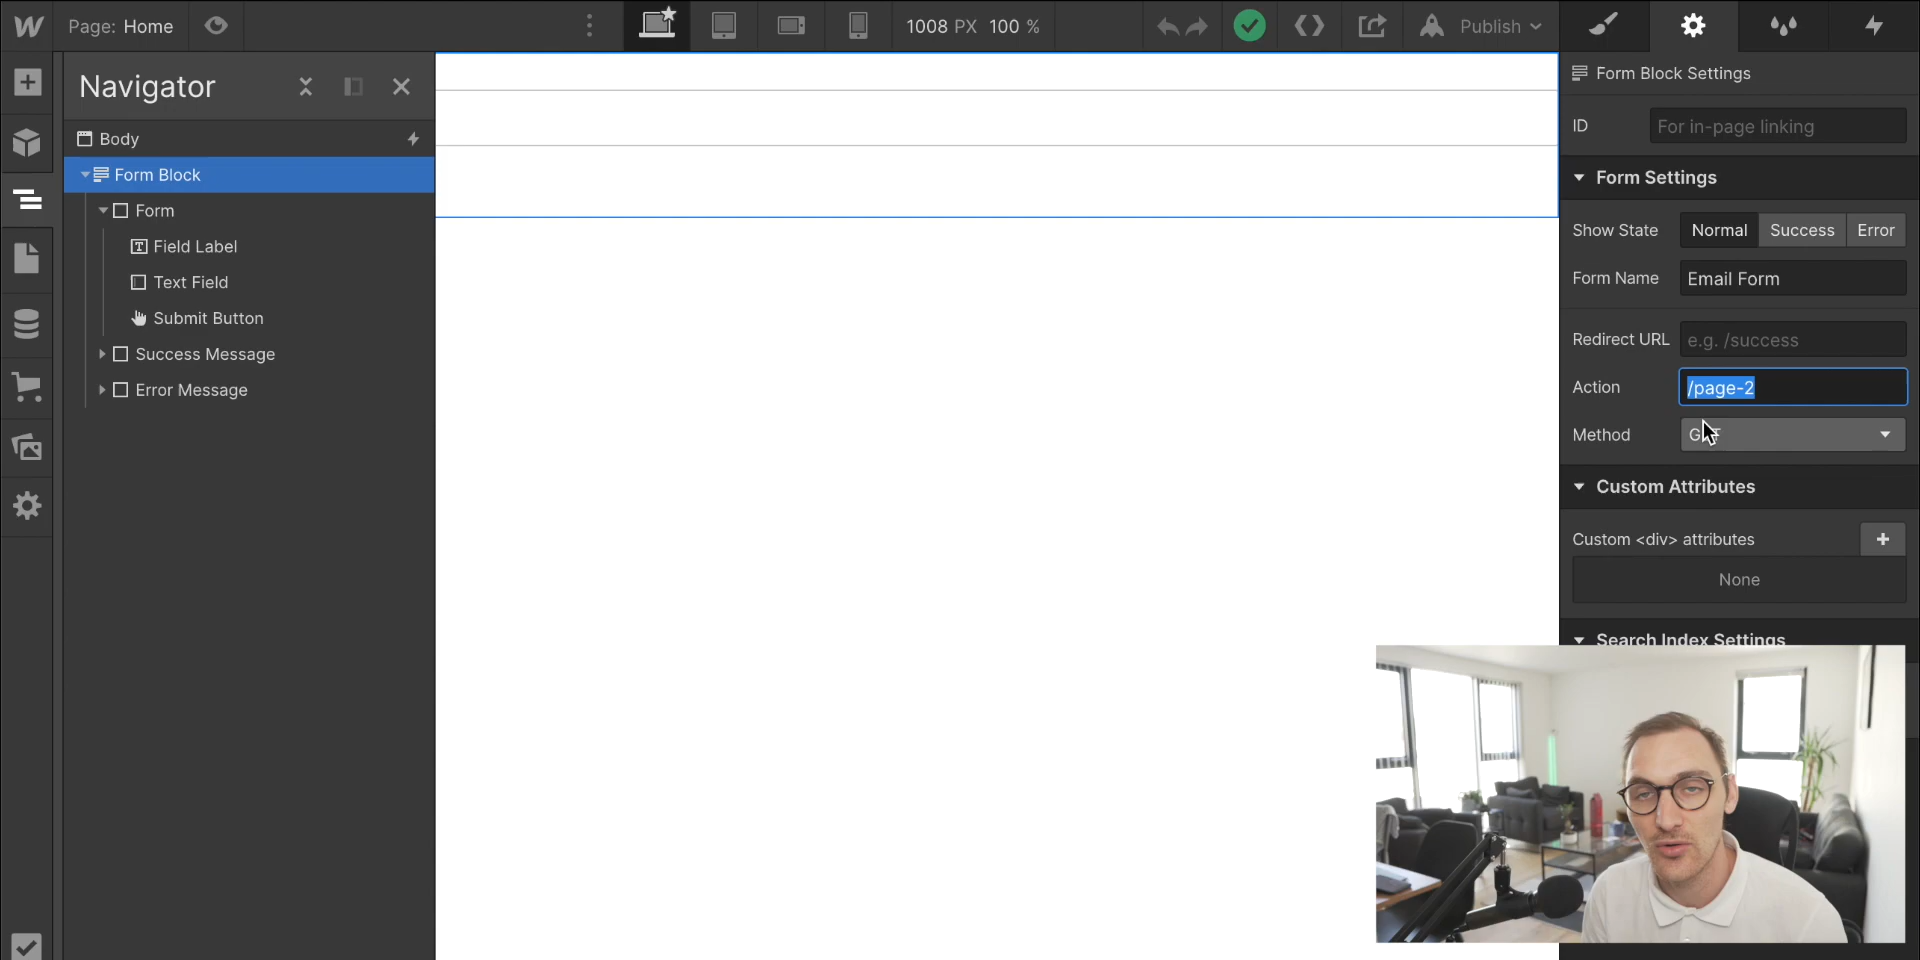 Page: Home
1008 PX 100 %
Publish
Navigator
Body
Form Block
Form
Field Label
Text Field
Submit Button
Success Message
Error Message
Form Block Settings
ID For in-page linking
Form Settings
Show State Normal Success Error
Form Name Email Form
Redirect URL e.g. /success
Action /page-2
Method
Custom Attributes
Custom <div> attributes +
None
Search Index Settings